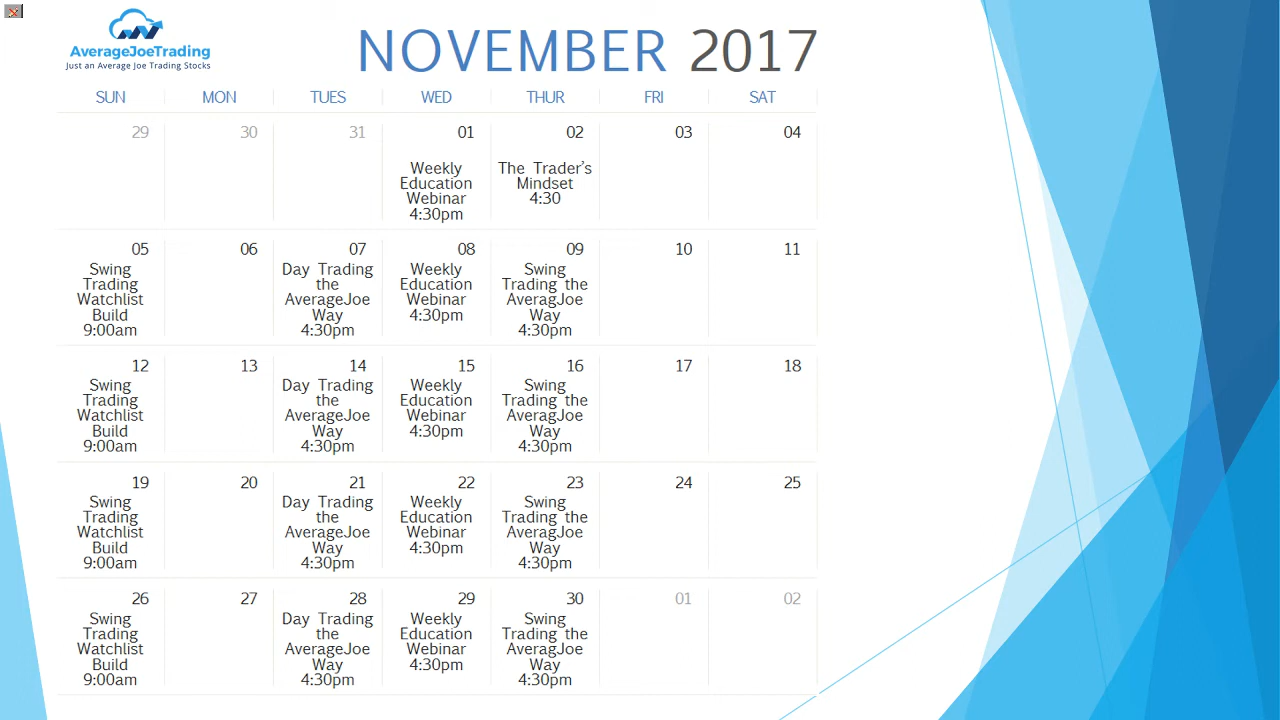 AverageJoeTrading
Just an Average Joe Trading Stocks
NOVEMBER 2017
SUN MON TUES WED THUR FRI SAT
29 30 31 01 02 03 04
Weekly
Education
Webinar
4:30pm
The Trader's
Mindset
4:30
05 06 07 08 09 10 11
Swing
Trading
Watchlist
Build
9:00am
Day Trading
the
AverageJoe
Way
4:30pm
Weekly
Education
Webinar
4:30pm
Swing
Trading the
AveragJoe
Way
4:30pm
12 13 14 15 16 17 18
Swing
Trading
Watchlist
Build
9:00am
Day Trading
the
AverageJoe
Way
4:30pm
Weekly
Education
Webinar
4:30pm
Swing
Trading the
AveragJoe
Way
4:30pm
19 20 21 22 23 24 25
Swing
Trading
Watchlist
Build
9:00am
Day Trading
the
AverageJoe
Way
4:30pm
Weekly
Education
Webinar
4:30pm
Swing
Trading the
AveragJoe
Way
4:30pm
26 27 28 29 30 01 02
Swing
Trading
Watchlist
Build
9:00am
Day Trading
the
AverageJoe
Way
4:30pm
Weekly
Education
Webinar
4:30pm
Swing
Trading the
AveragJoe
Way
4:30pm